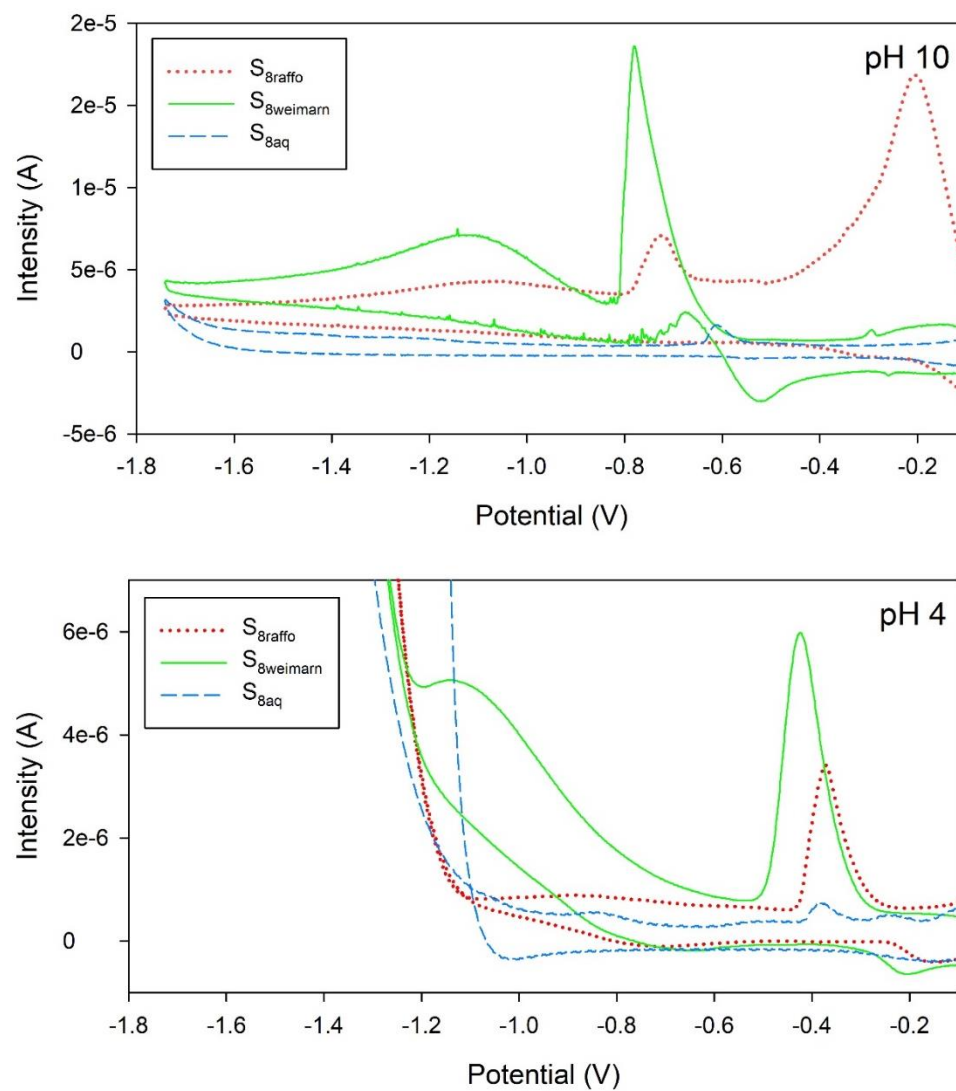 pH 10
S8raffo
S8weimarn
S8aq
2e-5
2e-5
1e-5
5e-6
0
-5e-6
Intensity (A)
-1.8 -1.6 -1.4 -1.2 -1.0 -0.8 -0.6 -0.4 -0.2
Potential (V)
pH 4
S8raffo
S8weimarn
S8aq
6e-6
4e-6
2e-6
0
Intensity (A)
-1.8 -1.6 -1.4 -1.2 -1.0 -0.8 -0.6 -0.4 -0.2
Potential (V)